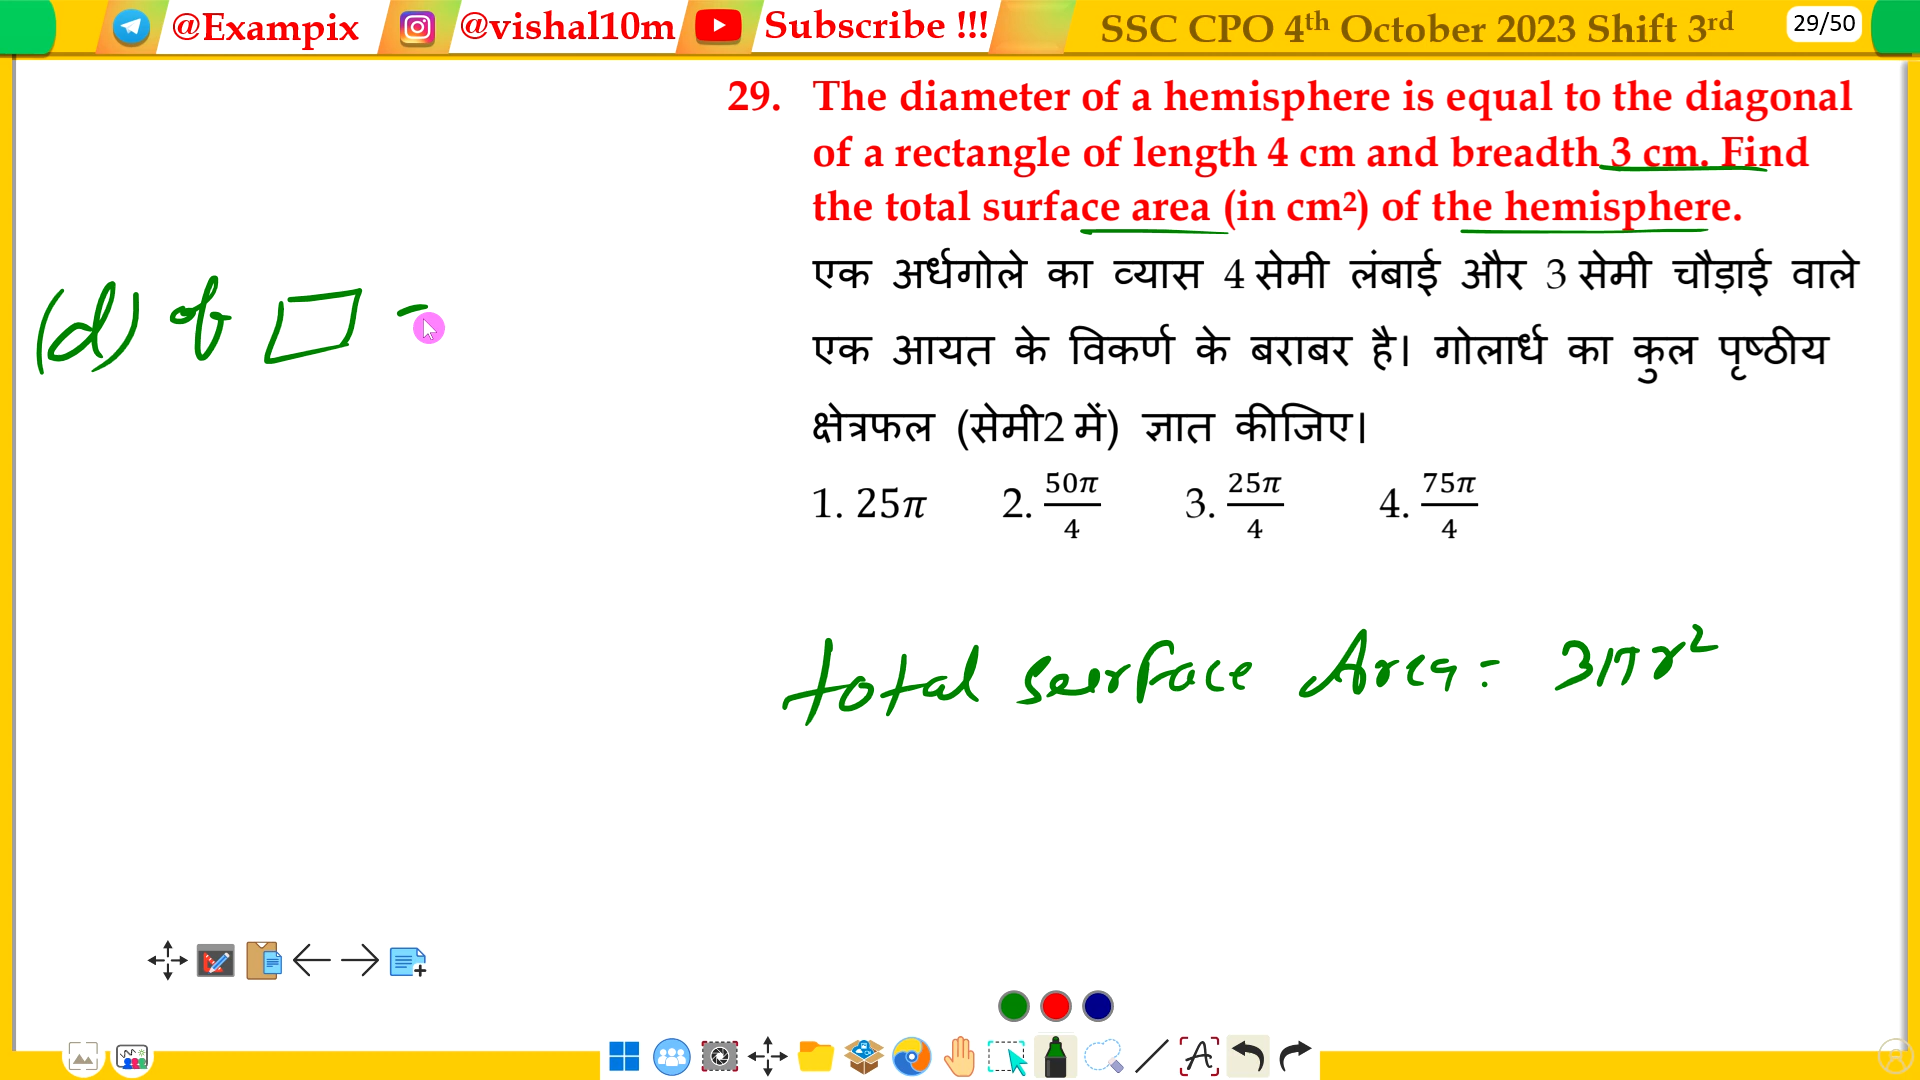 @Exampix @vishal10m Subscribe !!! SSC CPO 4th October 2023 Shift 3rd 29/50
29. The diameter of a hemisphere is equal to the diagonal
of a rectangle of length 4 cm and breadth 3 cm. Find
the total surface area (in cm²) of the hemisphere.
एक अर्धगोले का व्यास 4 सेमी लंबाई और 3 सेमी चौड़ाई वाले
एक आयत के विकर्ण के बराबर है। गोलार्ध का कुल पृष्ठीय
क्षेत्रफल (सेमी2 में) ज्ञात कीजिए।
1. 25π 2. 50π/4 3. 25π/4 4. 75π/4
(d) of ▭ =
total surface Area = 3πr²